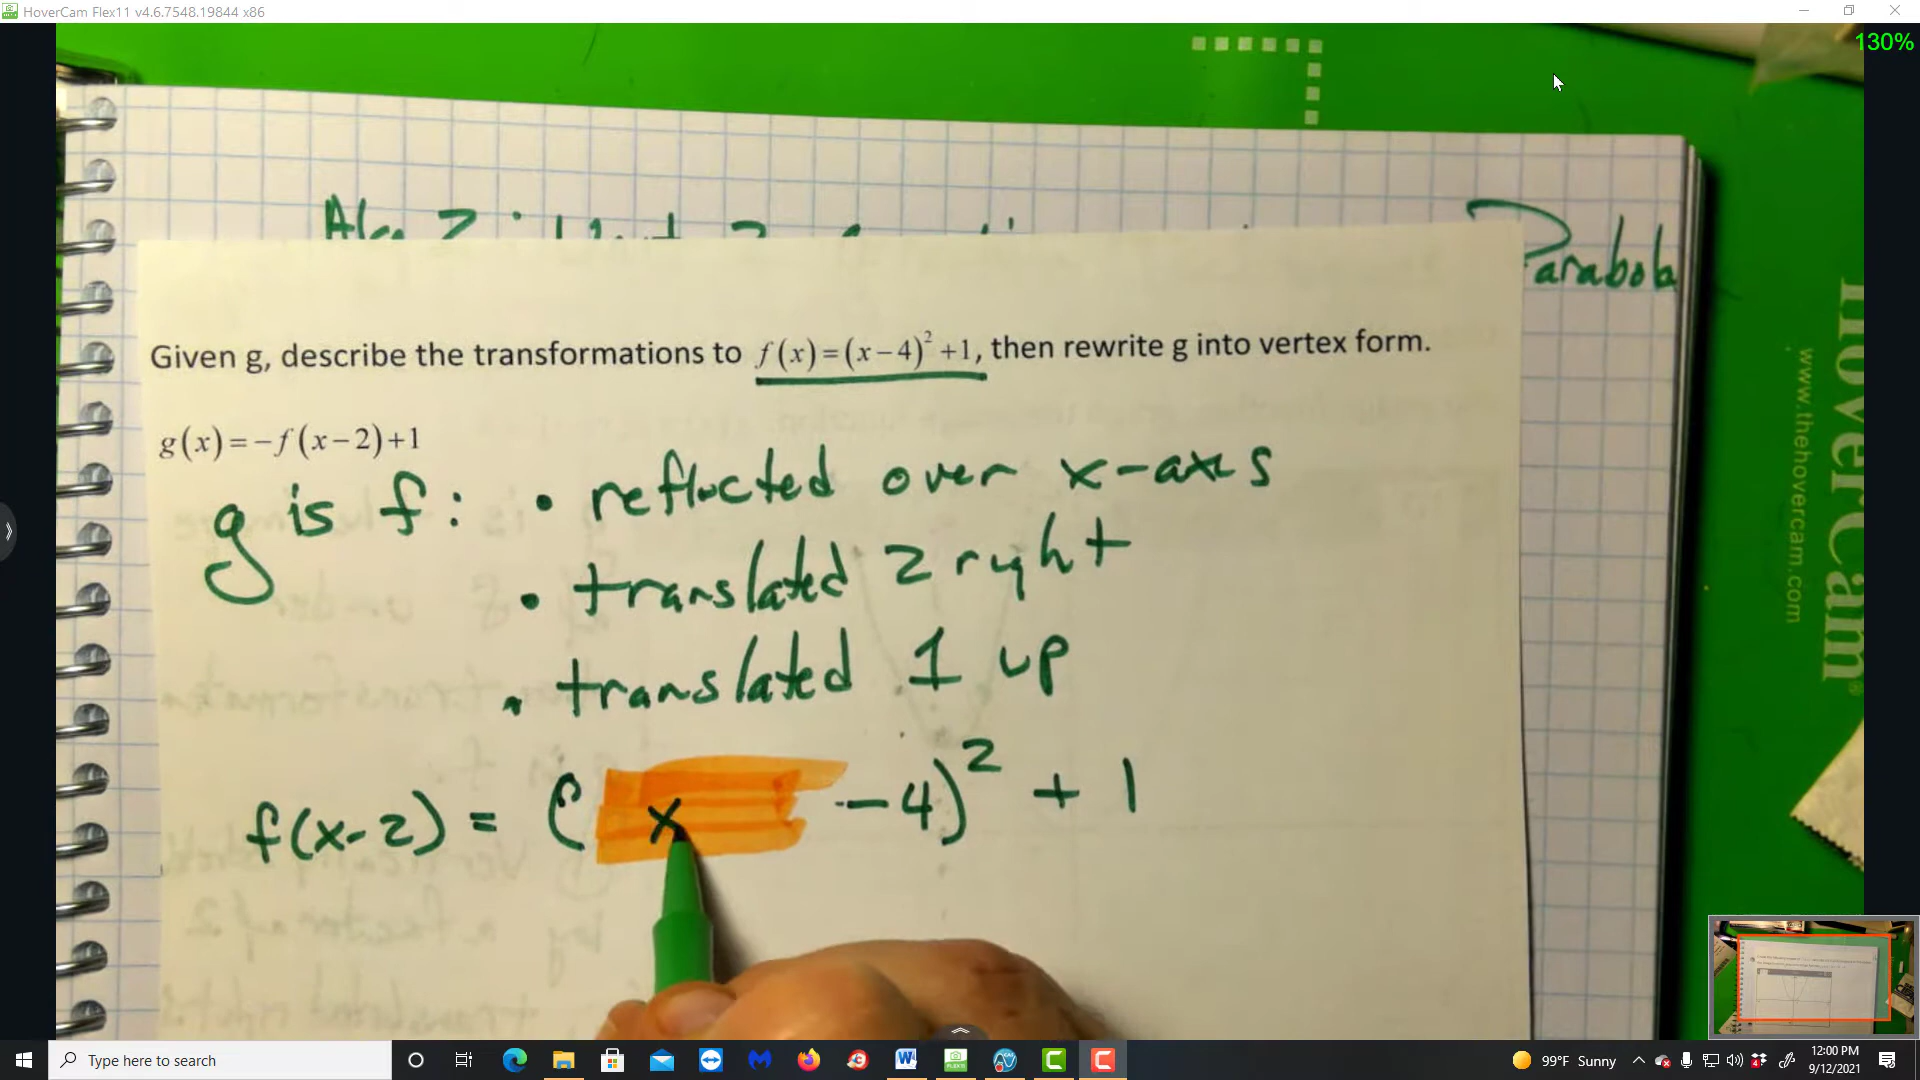 HoverCam Flex11 v4.6.7548.19844 x86
130%
Parabola
Given g, describe the transformations to f(x)=(x−4)²+1, then rewrite g into vertex form.
g(x)=−f(x−2)+1
g is f: • reflected over x-axis
• translated 2 right
• translated 1 up
f(x-2) = ( x -4)² + 1
HoverCam®
www.thehovercam.com
Type here to search
99°F Sunny
12:00 PM
9/12/2021